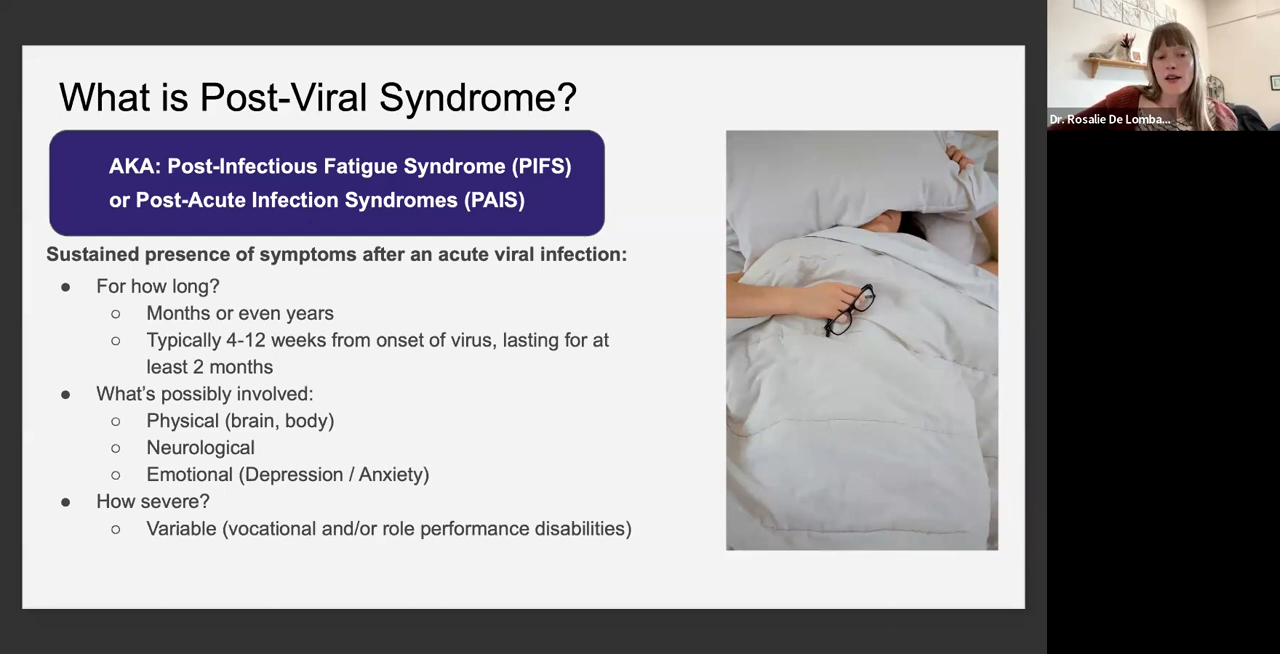 What is Post-Viral Syndrome?
AKA: Post-Infectious Fatigue Syndrome (PIFS)
or Post-Acute Infection Syndromes (PAIS)
Sustained presence of symptoms after an acute viral infection:
● For how long?
○ Months or even years
○ Typically 4-12 weeks from onset of virus, lasting for at
least 2 months
● What's possibly involved:
○ Physical (brain, body)
○ Neurological
○ Emotional (Depression / Anxiety)
● How severe?
○ Variable (vocational and/or role performance disabilities)
Dr. Rosalie De Lomba...